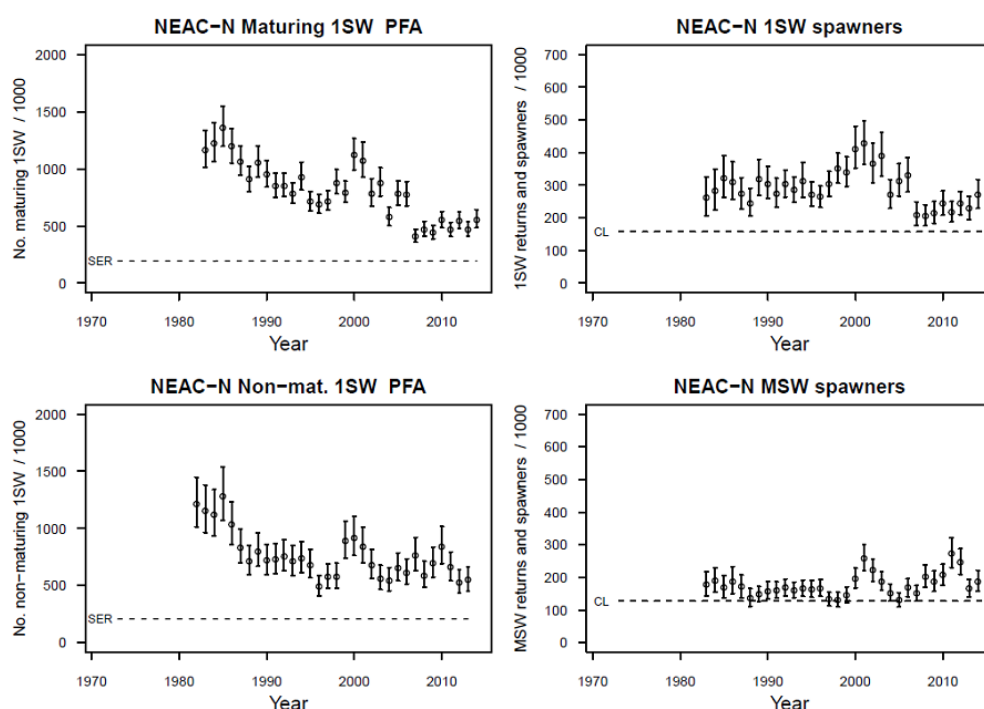 NEAC−N Maturing 1SW PFA
No. maturing 1SW / 1000
2000
1500
1000
500
0
SER
1970
1980
1990
2000
2010
Year
NEAC−N 1SW spawners
1SW returns and spawners / 1000
700
600
500
400
300
200
100
0
CL
1970
1980
1990
2000
2010
Year
NEAC−N Non−mat. 1SW PFA
No. non−maturing 1SW / 1000
2000
1500
1000
500
0
SER
1970
1980
1990
2000
2010
Year
NEAC−N MSW spawners
MSW returns and spawners / 1000
700
600
500
400
300
200
100
0
CL
1970
1980
1990
2000
2010
Year